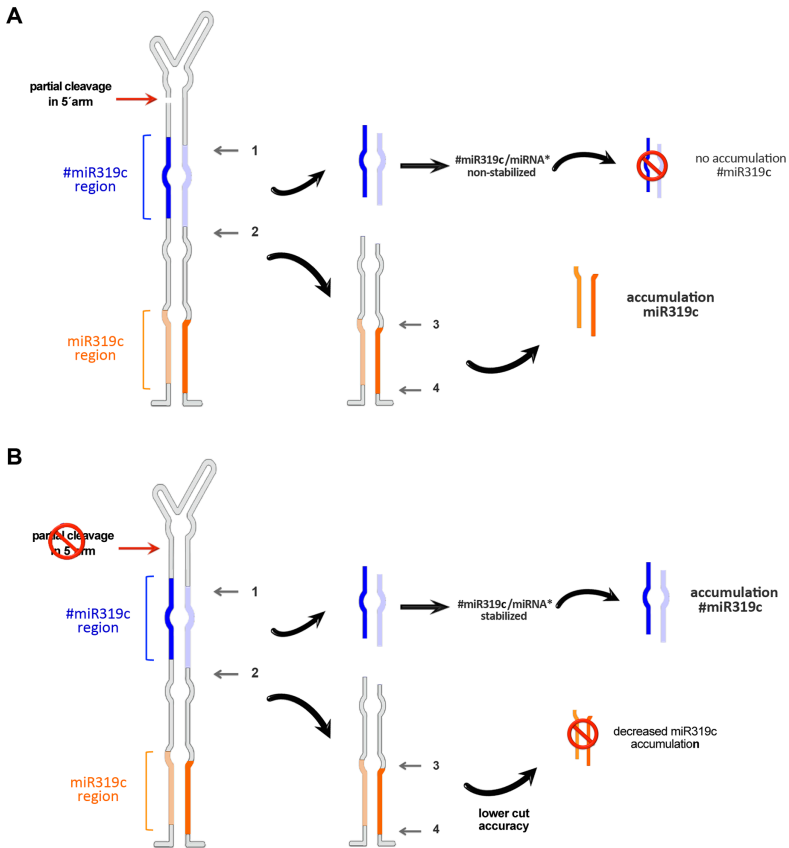 A
partial cleavage
in 5´arm
1
#miR319c
region
#miR319c/miRNA*
non-stabilized
no accumulation
#miR319c
2
miR319c
region
3
accumulation
miR319c
4
B
partial cleavage
in 5´arm
1
#miR319c
region
#miR319c/miRNA*
stabilized
accumulation
#miR319c
2
miR319c
region
3
decreased miR319c
accumulation
lower cut
accuracy
4